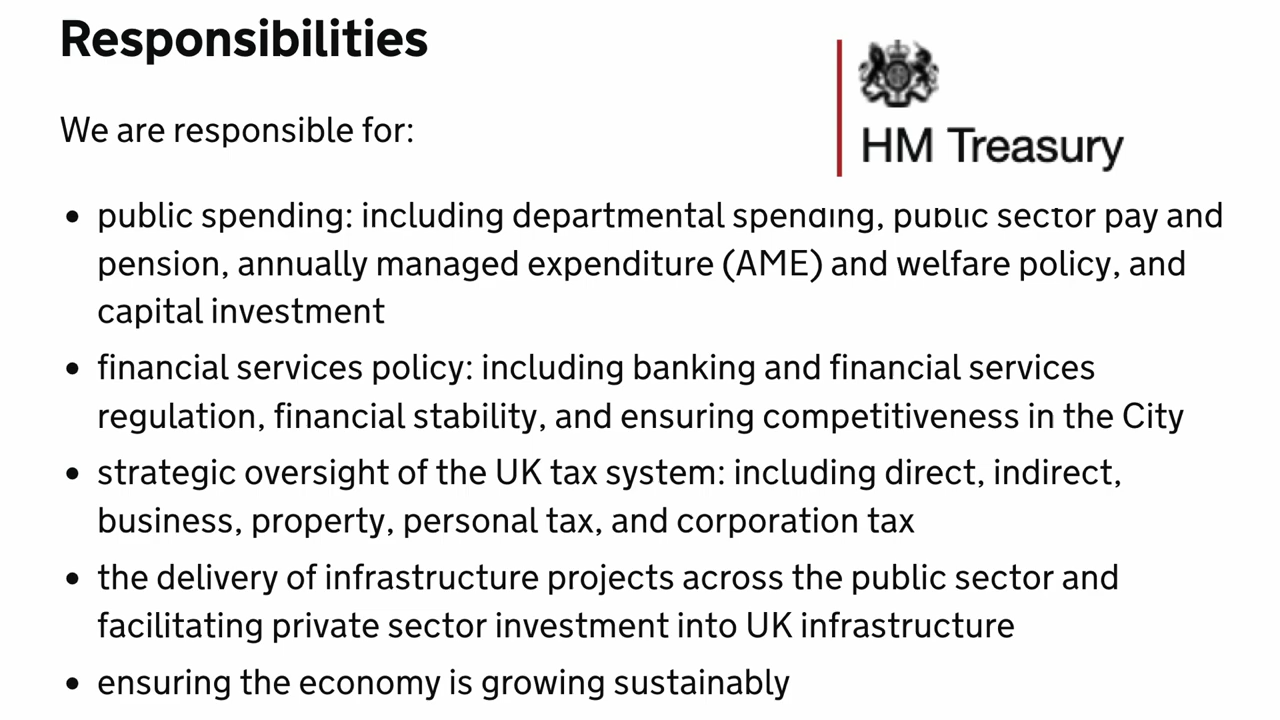 Responsibilities
HM Treasury
We are responsible for:
• public spending: including departmental spending, public sector pay and
pension, annually managed expenditure (AME) and welfare policy, and
capital investment
• financial services policy: including banking and financial services
regulation, financial stability, and ensuring competitiveness in the City
• strategic oversight of the UK tax system: including direct, indirect,
business, property, personal tax, and corporation tax
• the delivery of infrastructure projects across the public sector and
facilitating private sector investment into UK infrastructure
• ensuring the economy is growing sustainably